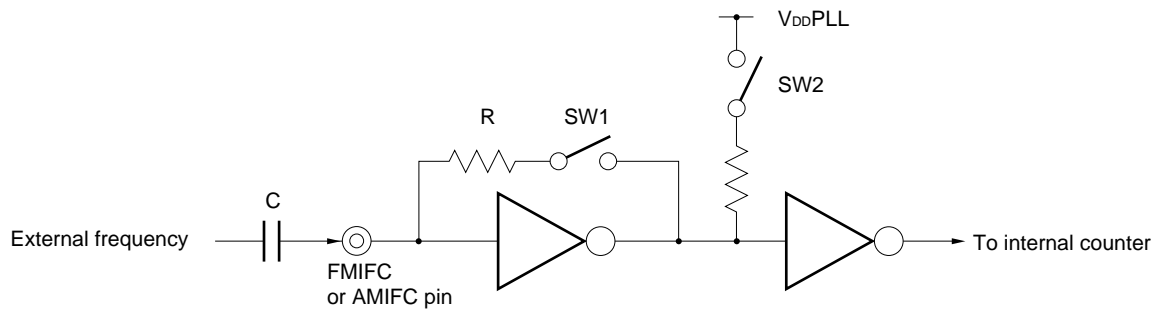 VDDPLL
SW2
R
SW1
C
External frequency
FMIFC
or AMIFC pin
To internal counter